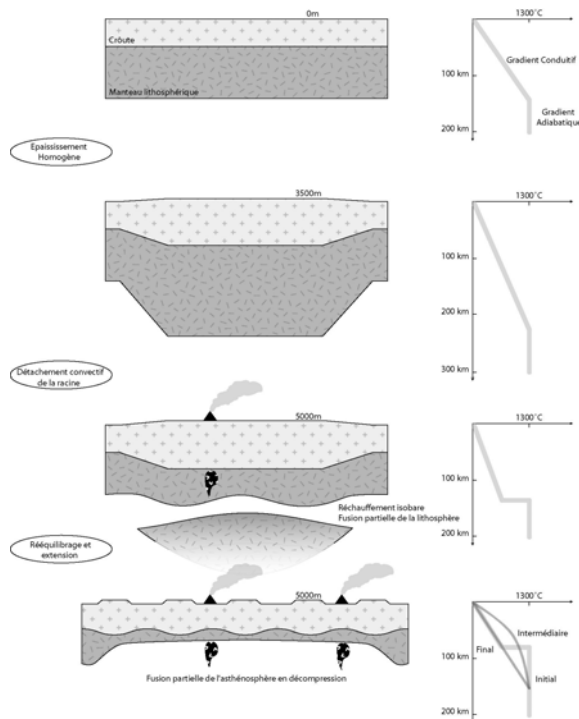 0m
1300°C
Croûte
Gradient Conduitif
100 km
Manteau lithosphérique
Gradient
Adiabatique
200 km
Epaississement
Homogène
3500m
1300°C
100 km
200 km
300 km
Détachement convectif
de la racine
5000m
1300°C
100 km
Réchauffement isobare
Fusion partielle de la lithosphère
200 km
Rééquilibrage et
extension
5000m
1300°C
Intermédiaire
Final
100 km
Initial
Fusion partielle de l'asthénosphère en décompression
200 km